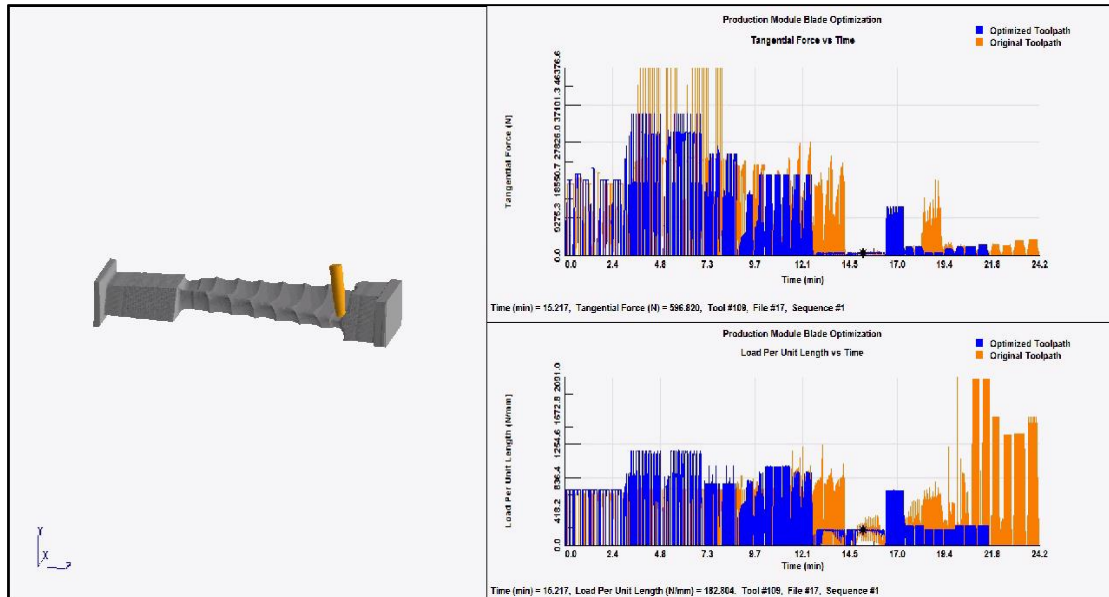 Production Module Blade Optimization
Tangential Force vs Time
Optimized Toolpath
Original Toolpath
Tangential Force (N)
0.0 9275.3 18550.7 27826.0 37101.3 46376.6
0.0 2.4 4.8 7.3 9.7 12.1 14.5 17.0 19.4 21.8 24.2
Time (min)
Time (min) = 15.217, Tangential Force (N) = 596.820, Tool #109, File #17, Sequence #1
Production Module Blade Optimization
Load Per Unit Length vs Time
Optimized Toolpath
Original Toolpath
Load Per Unit Length (N/mm)
0.0 418.2 836.4 1254.6 1672.8 2091.0
0.0 2.4 4.8 7.3 9.7 12.1 14.5 17.0 19.4 21.8 24.2
Time (min)
Time (min) = 15.217, Load Per Unit Length (N/mm) = 182.804, Tool #109, File #17, Sequence #1
Y
X
Z